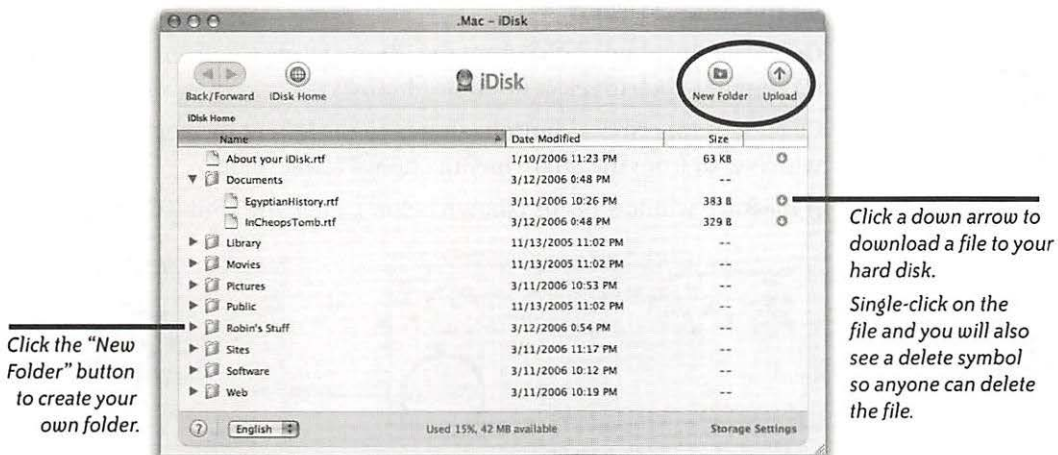 .Mac – iDisk
Back/Forward iDisk Home iDisk New Folder Upload
iDisk Home
Name Date Modified Size
About your iDisk.rtf 1/10/2006 11:23 PM 63 KB
Documents 3/12/2006 0:48 PM --
EgyptianHistory.rtf 3/11/2006 10:26 PM 383 B
InCheopsTomb.rtf 3/12/2006 0:48 PM 329 B
Library 11/13/2005 11:02 PM --
Movies 11/13/2005 11:02 PM --
Pictures 3/11/2006 10:53 PM --
Public 11/13/2005 11:02 PM --
Robin's Stuff 3/12/2006 0:54 PM --
Sites 3/11/2006 11:17 PM --
Software 3/11/2006 10:12 PM --
Web 3/11/2006 10:19 PM --
? English Used 15%, 42 MB available Storage Settings
Click the “New
Folder” button
to create your
own folder.
Click a down arrow to
download a file to your
hard disk.
Single-click on the
file and you will also
see a delete symbol
so anyone can delete
the file.